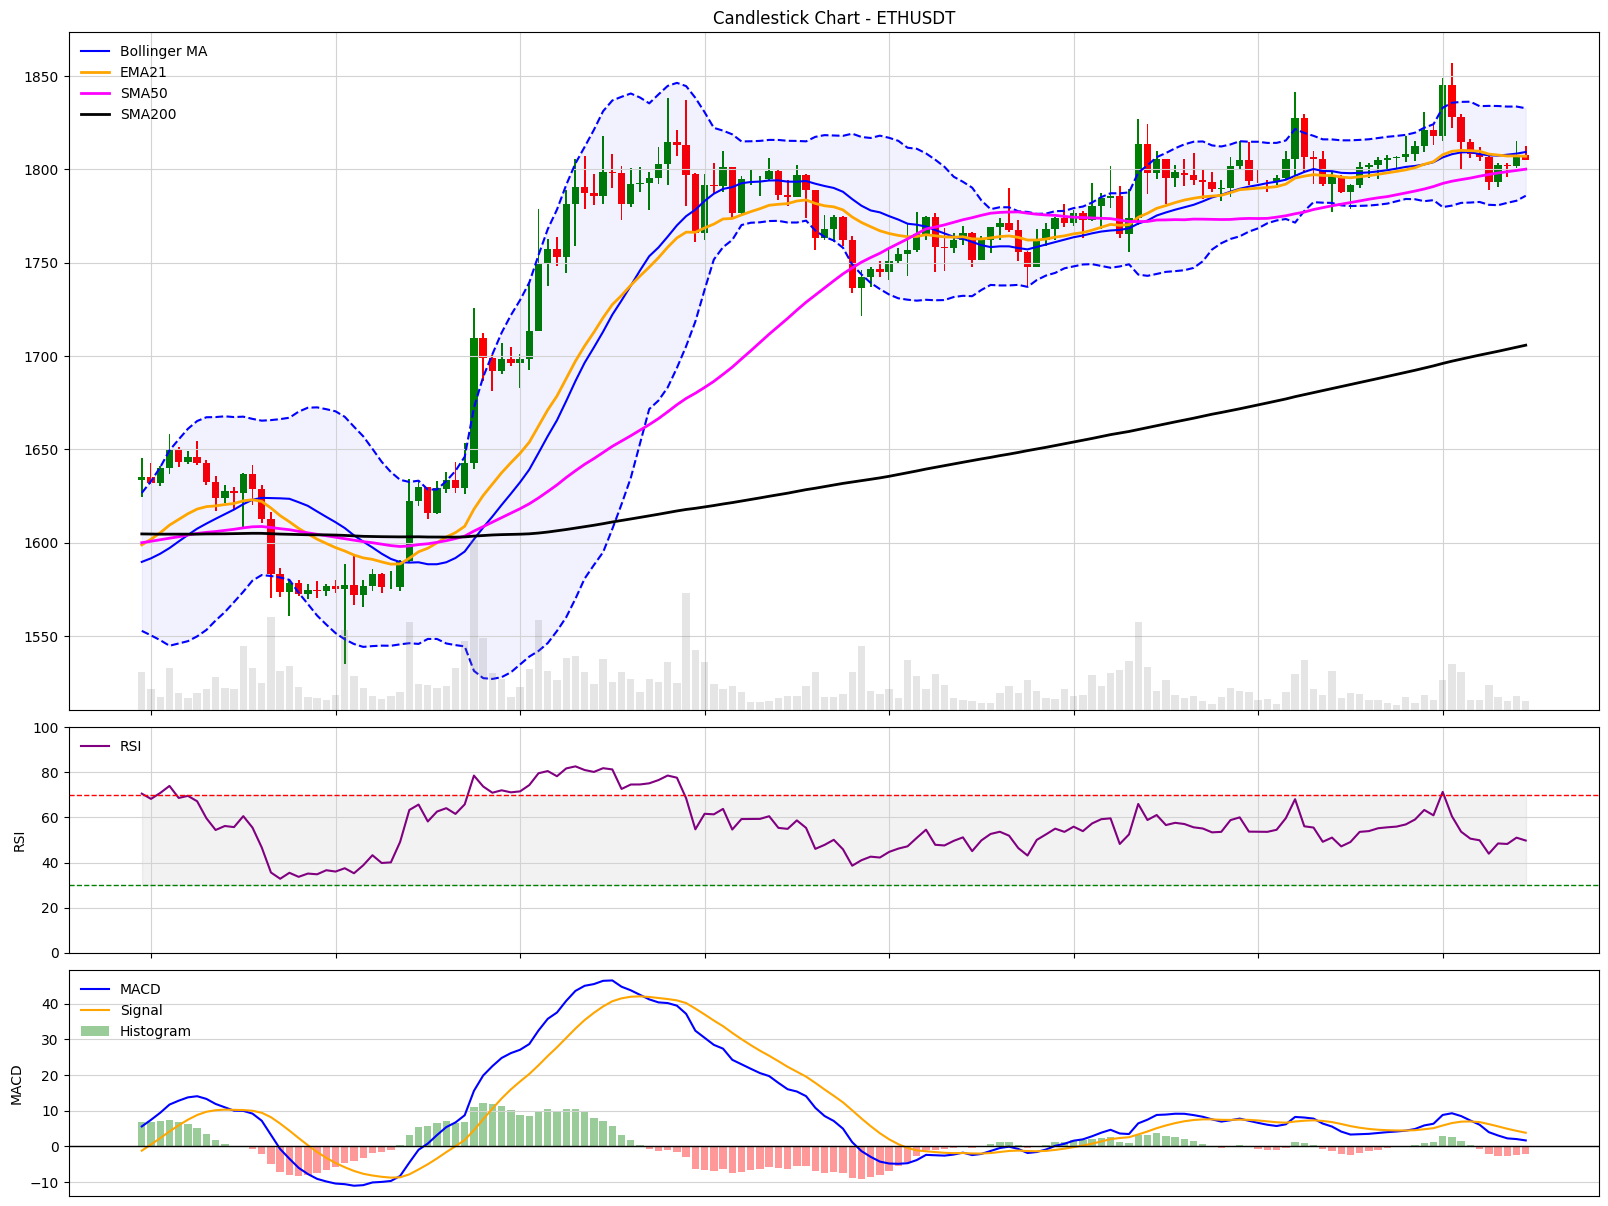 Candlestick Chart - ETHUSDT
Bollinger MA
EMA21
SMA50
SMA200
1850
1800
1750
1700
1650
1600
1550
RSI
100
80
60
40
20
0
RSI
MACD
Signal
Histogram
40
30
20
10
0
−10
MACD